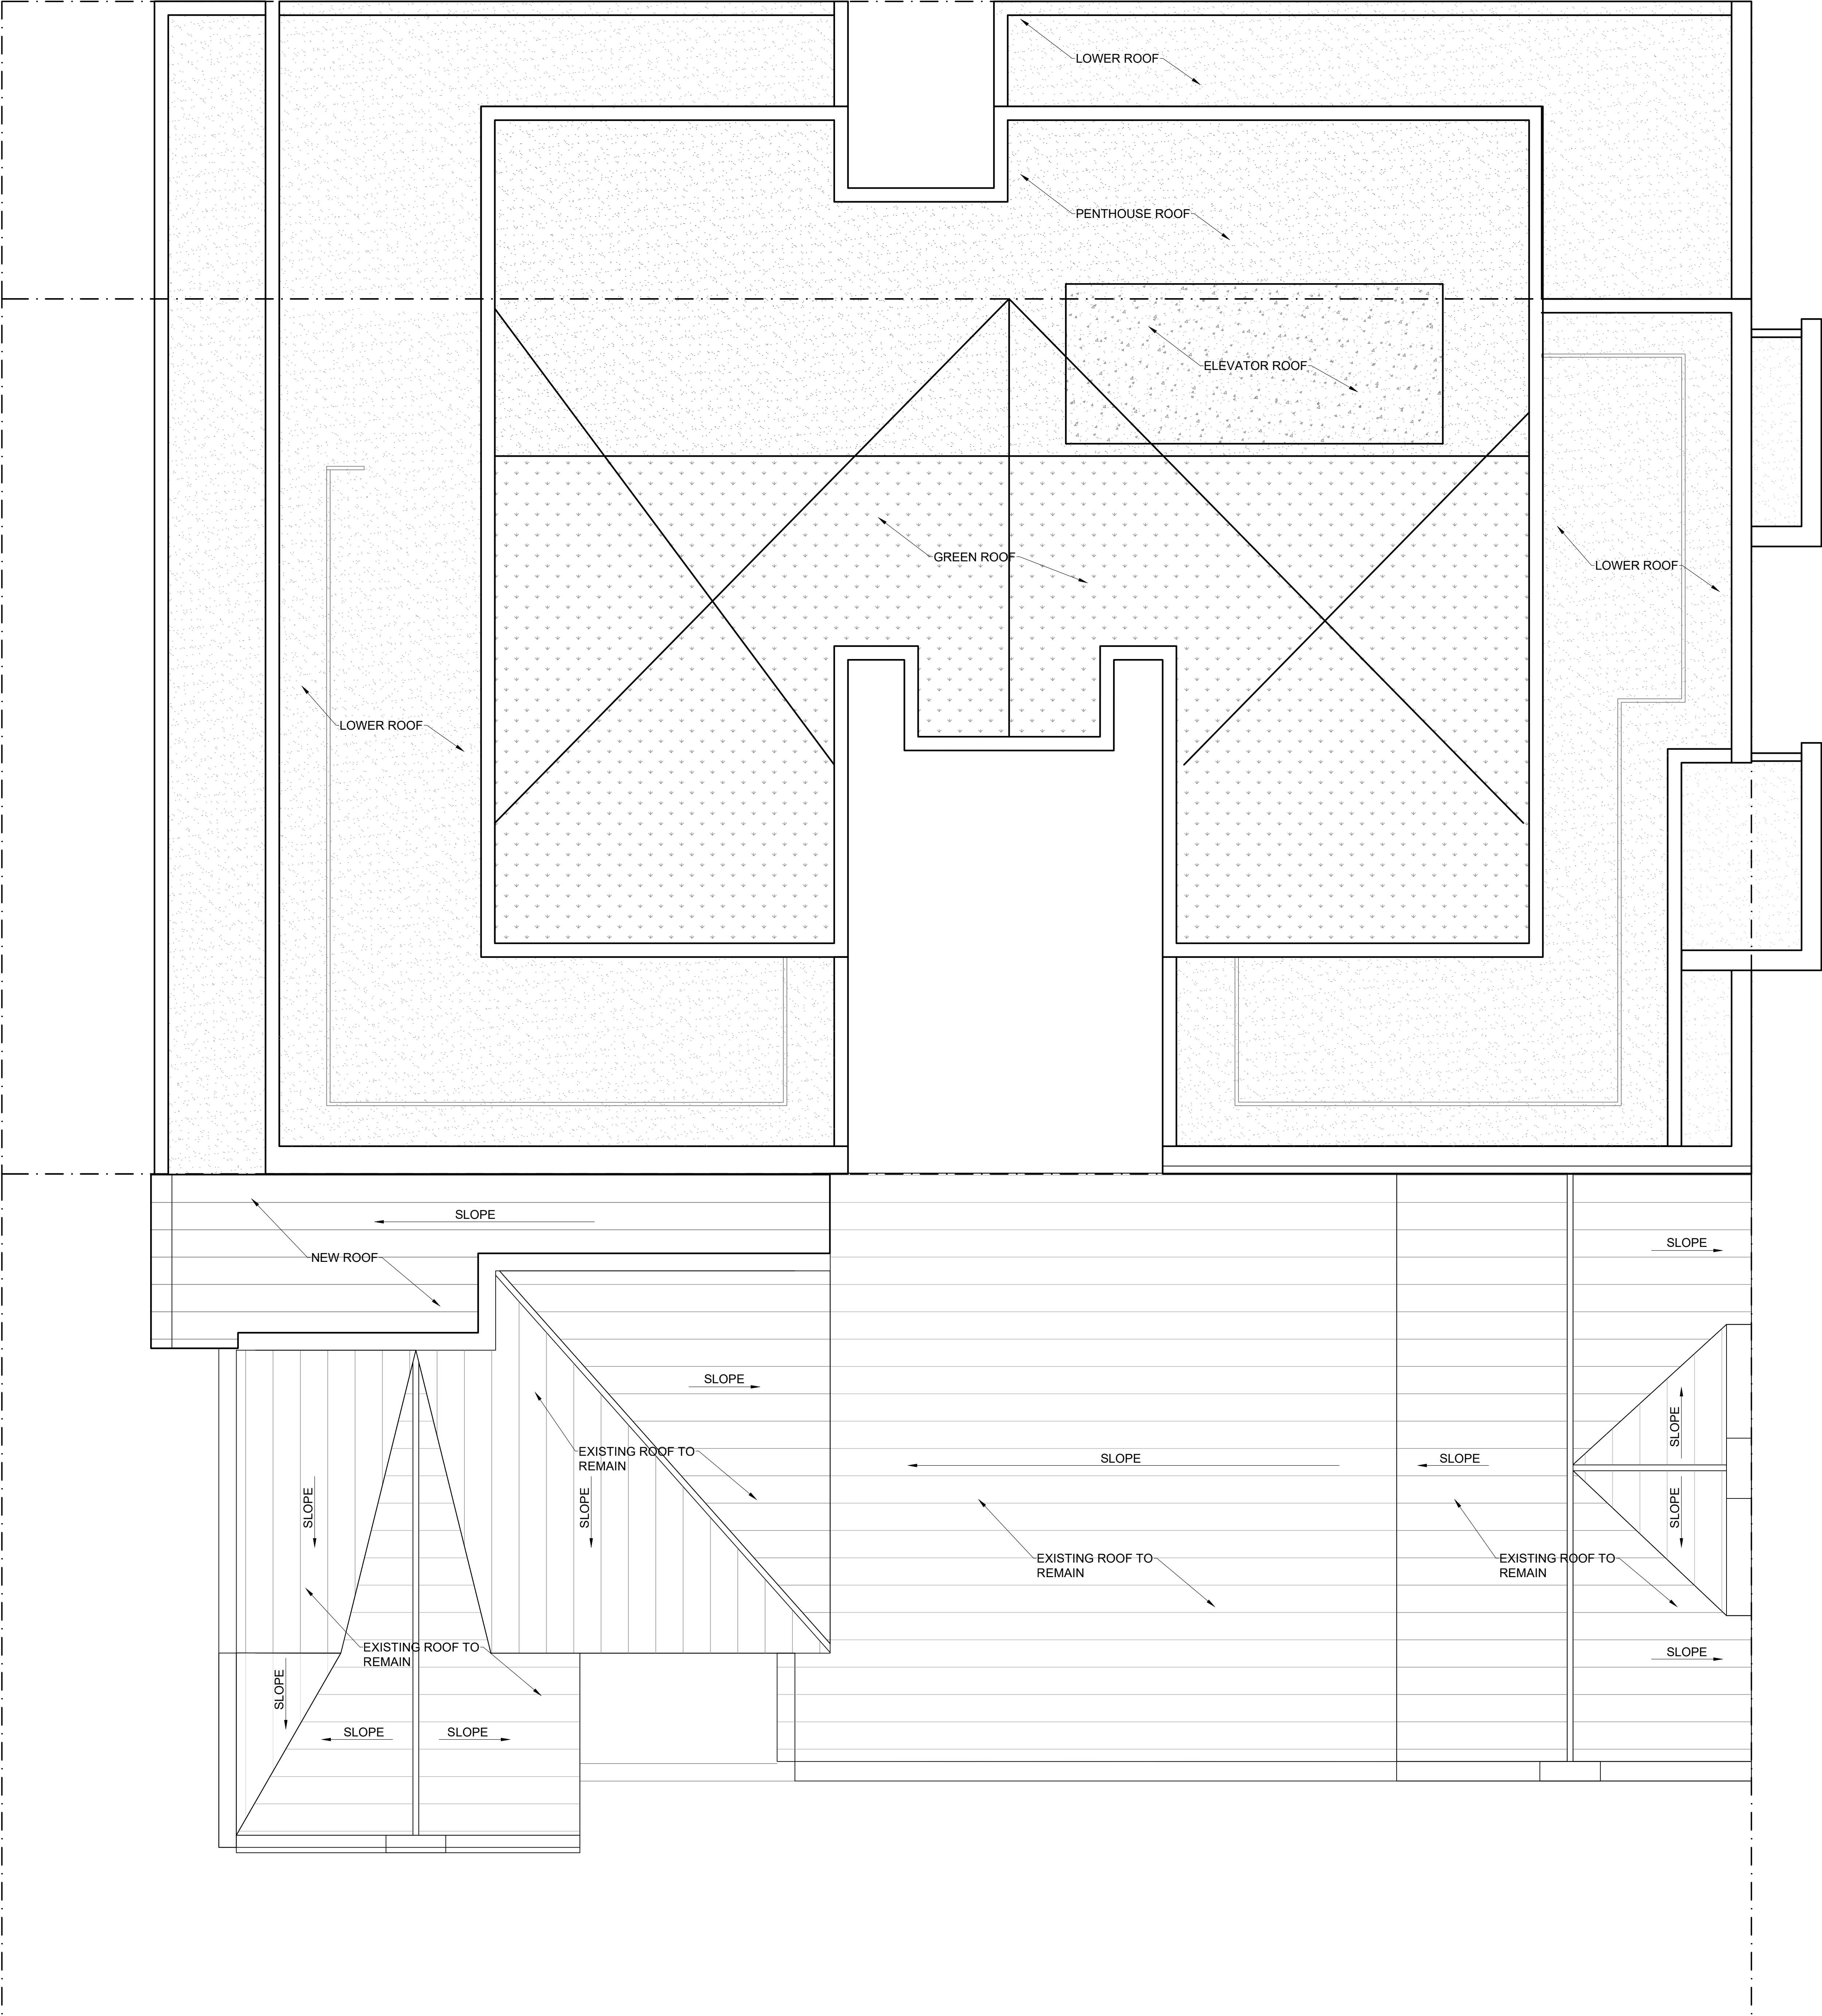 LOWER ROOF
PENTHOUSE ROOF
ELEVATOR ROOF
GREEN ROOF
LOWER ROOF
LOWER ROOF
SLOPE
SLOPE
NEW ROOF
SLOPE
SLOPE
EXISTING ROOF TO
REMAIN
SLOPE
SLOPE
SLOPE
SLOPE
SLOPE
EXISTING ROOF TO
REMAIN
EXISTING ROOF TO
REMAIN
EXISTING ROOF TO
REMAIN
SLOPE
SLOPE
SLOPE
SLOPE